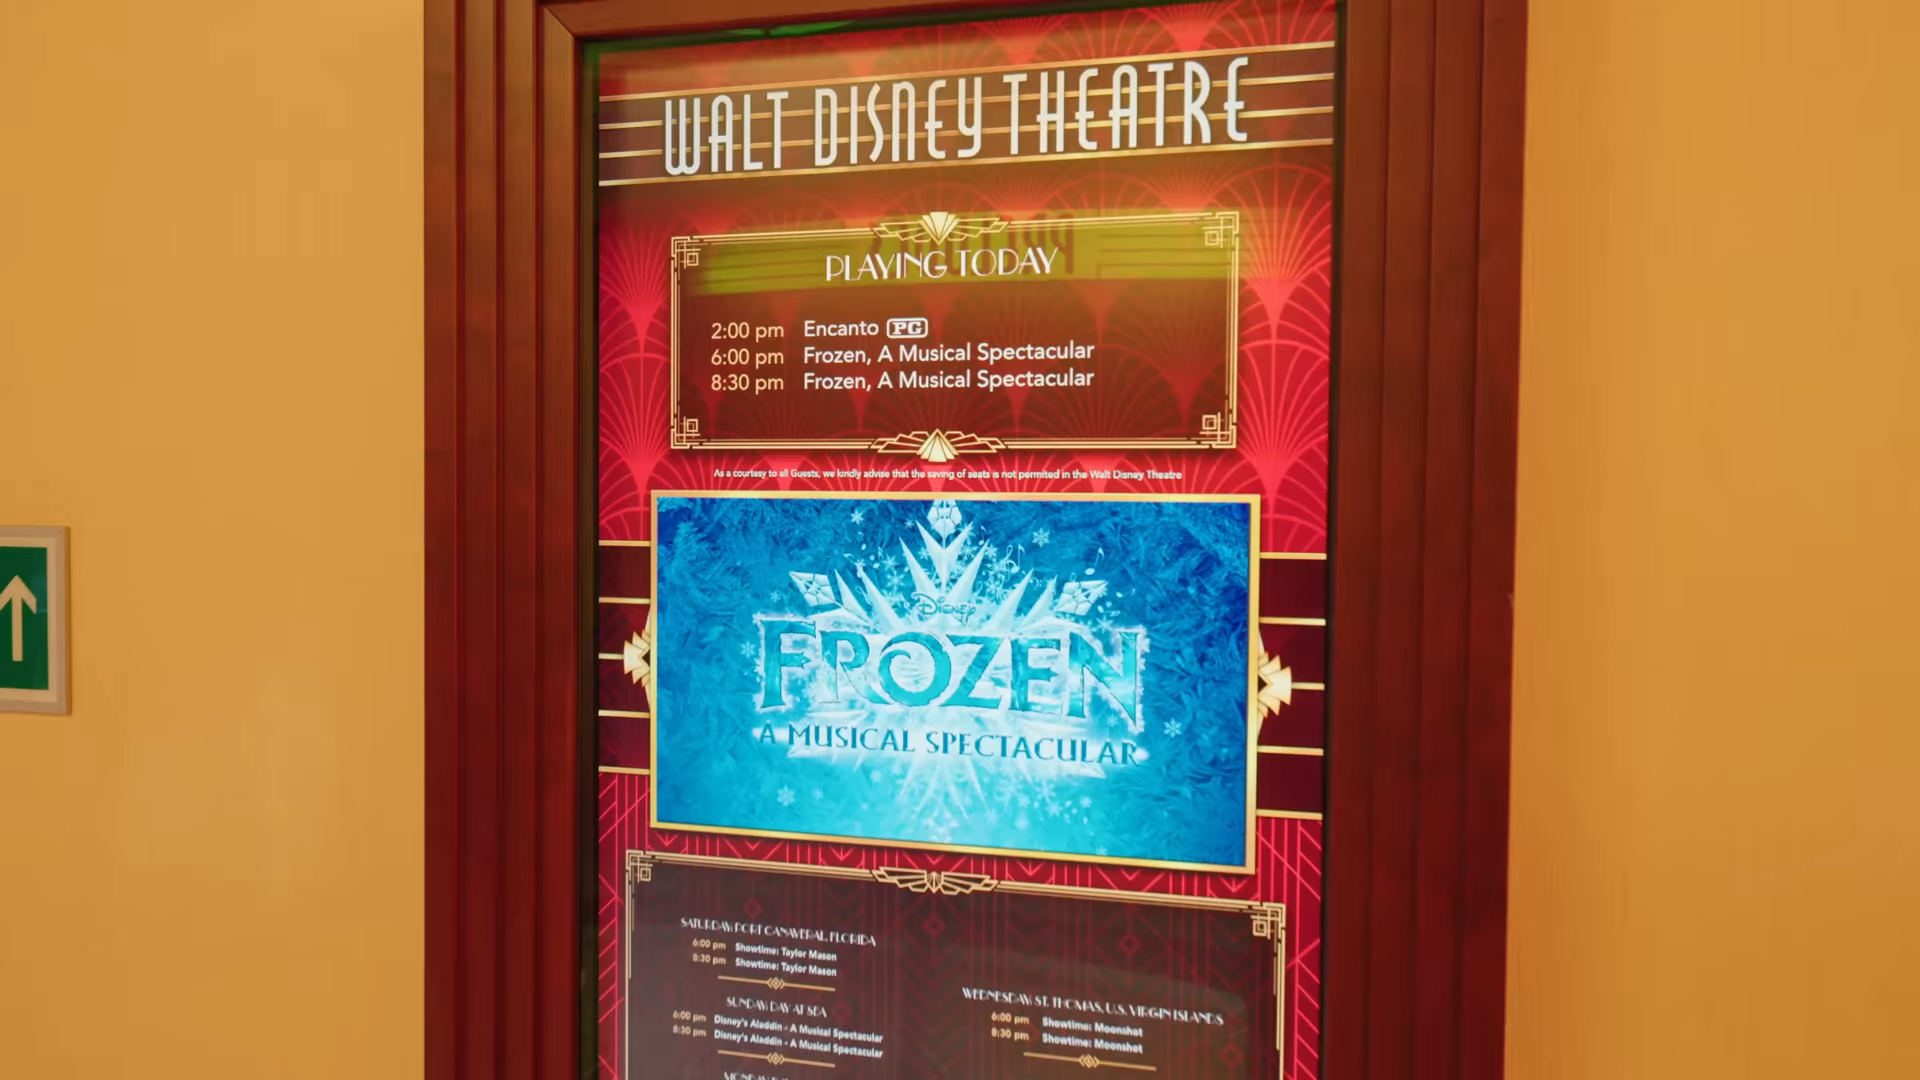 WALT DISNEY THEATRE
PLAYING TODAY
2:00 pm Encanto PG
6:00 pm Frozen, A Musical Spectacular
8:30 pm Frozen, A Musical Spectacular
As a courtesy to all Guests, we kindly advise that the saving of seats is not permited in the Walt Disney Theatre
Disney
FROZEN
A MUSICAL SPECTACULAR
SATURDAY: PORT CANAVERAL, FLORIDA
6:00 pm Showtime: Taylor Mason
8:30 pm Showtime: Taylor Mason
SUNDAY: DAY AT SEA
6:00 pm Disney's Aladdin - A Musical Spectacular
8:30 pm Disney's Aladdin - A Musical Spectacular
WEDNESDAY: ST. THOMAS, U.S. VIRGIN ISLANDS
6:00 pm Showtime: Moonshot
8:30 pm Showtime: Moonshot